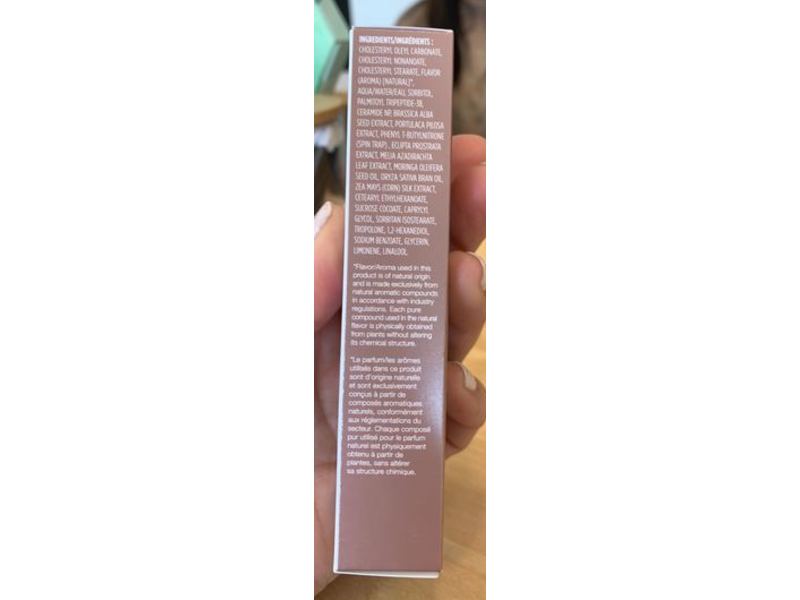 INGREDIENTS/INGRÉDIENTS :
CHOLESTERYL OLEYL CARBONATE,
CHOLESTERYL NONANOATE,
CHOLESTERYL STEARATE, FLAVOR
(AROMA) (NATURAL)*,
AQUA/WATER/EAU, SORBITOL,
PALMITOYL TRIPEPTIDE-38,
CERAMIDE NP, BRASSICA ALBA
SEED EXTRACT, PORTULACA PILOSA
EXTRACT, PHENYL T-BUTYLNITRONE
(SPIN TRAP) , ECLIPTA PROSTRATA
EXTRACT, MELIA AZADIRACHTA
LEAF EXTRACT, MORINGA OLEIFERA
SEED OIL, ORYZA SATIVA BRAN OIL,
ZEA MAYS (CORN) SILK EXTRACT,
CETEARYL ETHYLHEXANOATE,
SUCROSE COCOATE, CAPRYLYL
GLYCOL, SORBITAN ISOSTEARATE,
TROPOLONE, 1,2-HEXANEDIOL,
SODIUM BENZOATE, GLYCERIN,
LIMONENE, LINALOOL.
*Flavor/Aroma used in this
product is of natural origin
and is made exclusively from
natural aromatic compounds
in accordance with industry
regulations. Each pure
compound used in the natural
flavor is physically obtained
from plants without altering
its chemical structure.
*Le parfum/les arômes
utilisés dans ce produit
sont d'origine naturelle
et sont exclusivement
conçus à partir de
composés aromatiques
naturels, conformément
aux réglementations du
secteur. Chaque composé
pur utilisé pour le parfum
naturel est physiquement
obtenu à partir de
plantes, sans altérer
sa structure chimique.